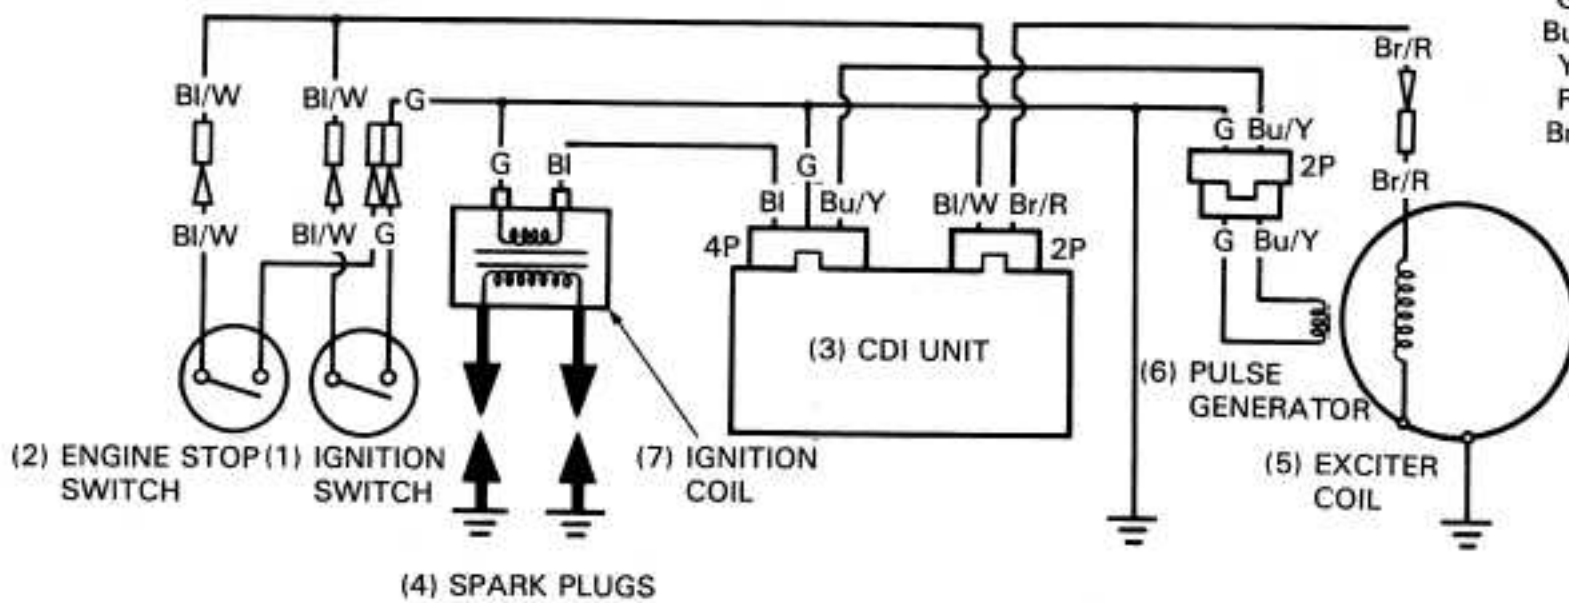 Br/R
Bu
Y
Br
Bl/W
Bl/W
G
G
Bl
G
G
Bu/Y
2P
Br/R
Bl/W
Bl/W
G
Bl
Bu/Y
Bl/W
Br/R
4P
2P
G
Bu/Y
(3) CDI UNIT
(6) PULSE
GENERATOR
(2) ENGINE STOP
SWITCH
(1) IGNITION
SWITCH
(7) IGNITION
COIL
(5) EXCITER
COIL
(4) SPARK PLUGS